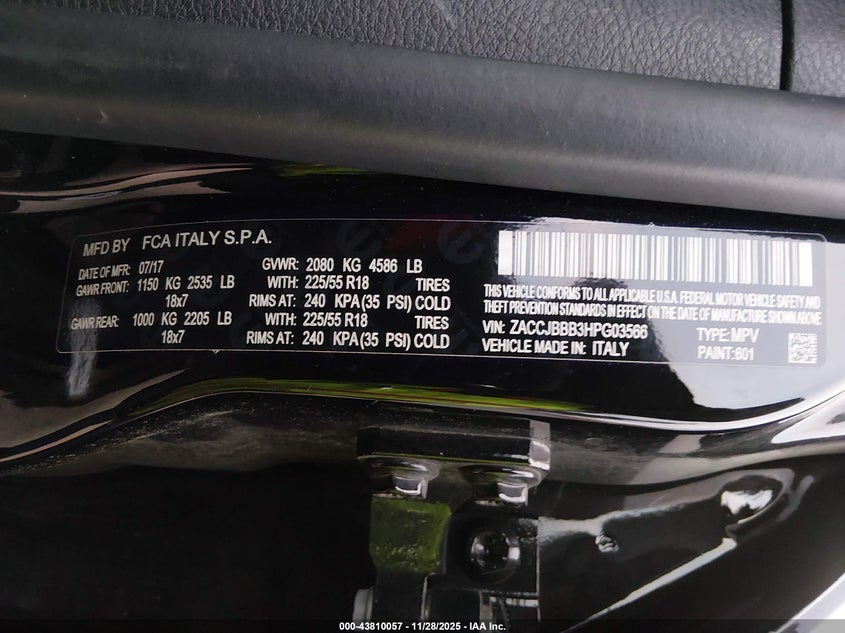 MFD BY FCA ITALY S.P.A.
DATE OF MFR: 07/17 GVWR: 2080 KG 4586 LB
GAWR FRONT: 1150 KG 2535 LB WITH: 225/55 R18 TIRES
18x7 RIMS AT: 240 KPA (35 PSI) COLD
GAWR REAR: 1000 KG 2205 LB WITH: 225/55 R18 TIRES
18x7 RIMS AT: 240 KPA (35 PSI) COLD
THIS VEHICLE CONFORMS TO ALL APPLICABLE U.S.A. FEDERAL MOTOR VEHICLE SAFETY AND
THEFT PREVENTION STANDARDS IN EFFECT ON THE DATE OF MANUFACTURE SHOWN ABOVE.
VIN: ZACCJBBB3HPG03566 TYPE: MPV
VEHICLE MADE IN: ITALY PAINT: 601
000-43810057 - 11/28/2025 - IAA Inc.